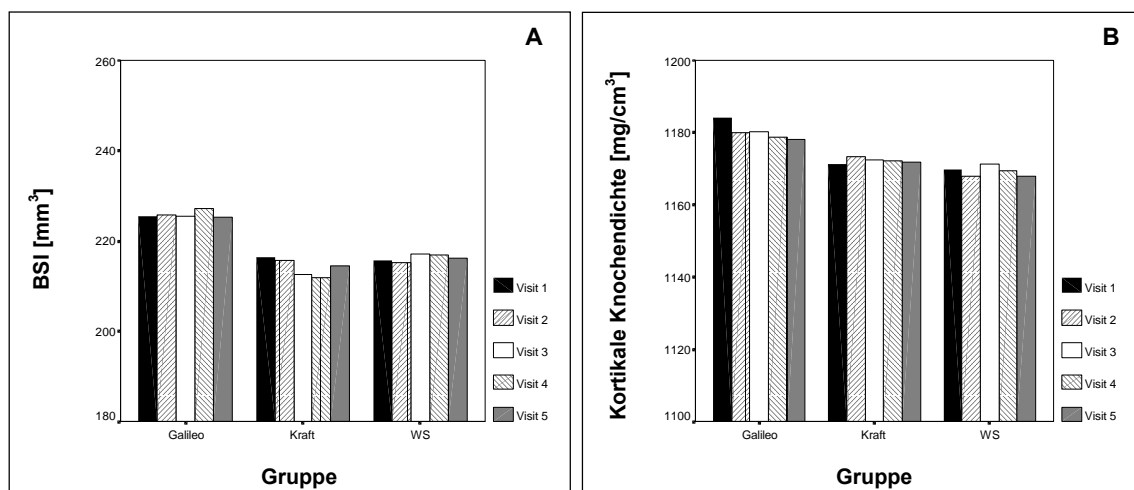 A
BSI [mm³]
260
240
220
200
180
Galileo
Kraft
WS
Gruppe
Visit 1
Visit 2
Visit 3
Visit 4
Visit 5
B
Kortikale Knochendichte [mg/cm³]
1200
1180
1160
1140
1120
1100
Galileo
Kraft
WS
Gruppe
Visit 1
Visit 2
Visit 3
Visit 4
Visit 5